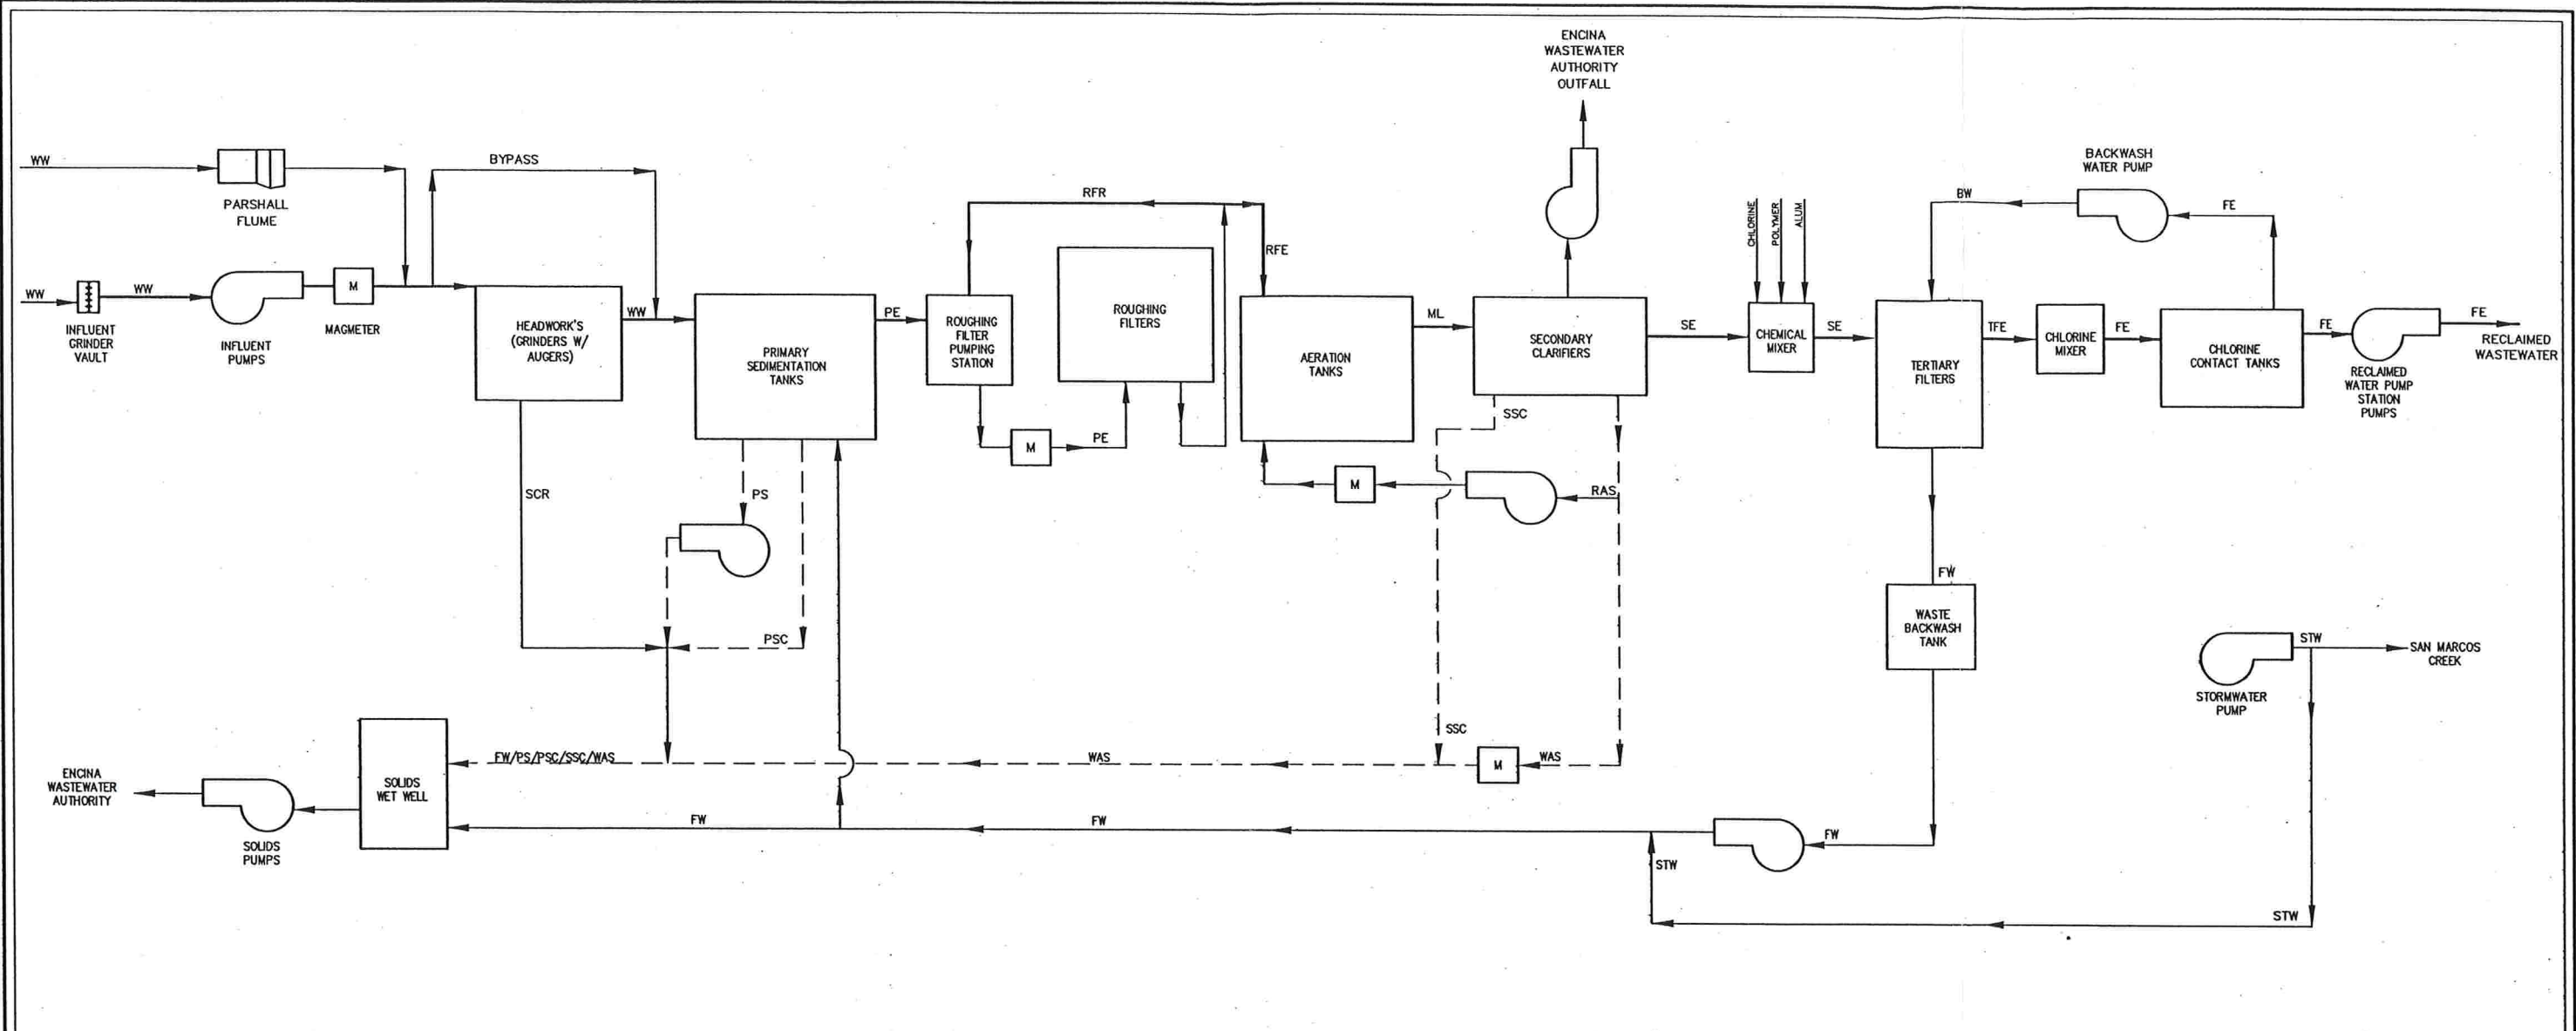 ENCINA
WASTEWATER
AUTHORITY
OUTFALL
WW
PARSHALL
FLUME
BYPASS
WW
INFLUENT
GRINDER
VAULT
WW
INFLUENT
PUMPS
M
MAGMETER
HEADWORK'S
(GRINDERS W/
AUGERS)
WW
SCR
PRIMARY
SEDIMENTATION
TANKS
PS
PSC
PE
ROUGHING
FILTER
PUMPING
STATION
M
PE
RFR
ROUGHING
FILTERS
RFE
AERATION
TANKS
ML
SECONDARY
CLARIFIERS
SSC
M
RAS
SE
CHLORINE
POLYMER
ALUM
CHEMICAL
MIXER
SE
BW
BACKWASH
WATER PUMP
FE
TERTIARY
FILTERS
TFE
CHLORINE
MIXER
FE
CHLORINE
CONTACT TANKS
FE
RECLAIMED
WATER PUMP
STATION
PUMPS
FE
RECLAIMED
WASTEWATER
FW
WASTE
BACKWASH
TANK
STW
SAN MARCOS
CREEK
STORMWATER
PUMP
ENCINA
WASTEWATER
AUTHORITY
SOLIDS
PUMPS
SOLIDS
WET WELL
FW/PS/PSC/SSC/WAS
WAS
SSC
M
WAS
FW
FW
FW
STW
STW